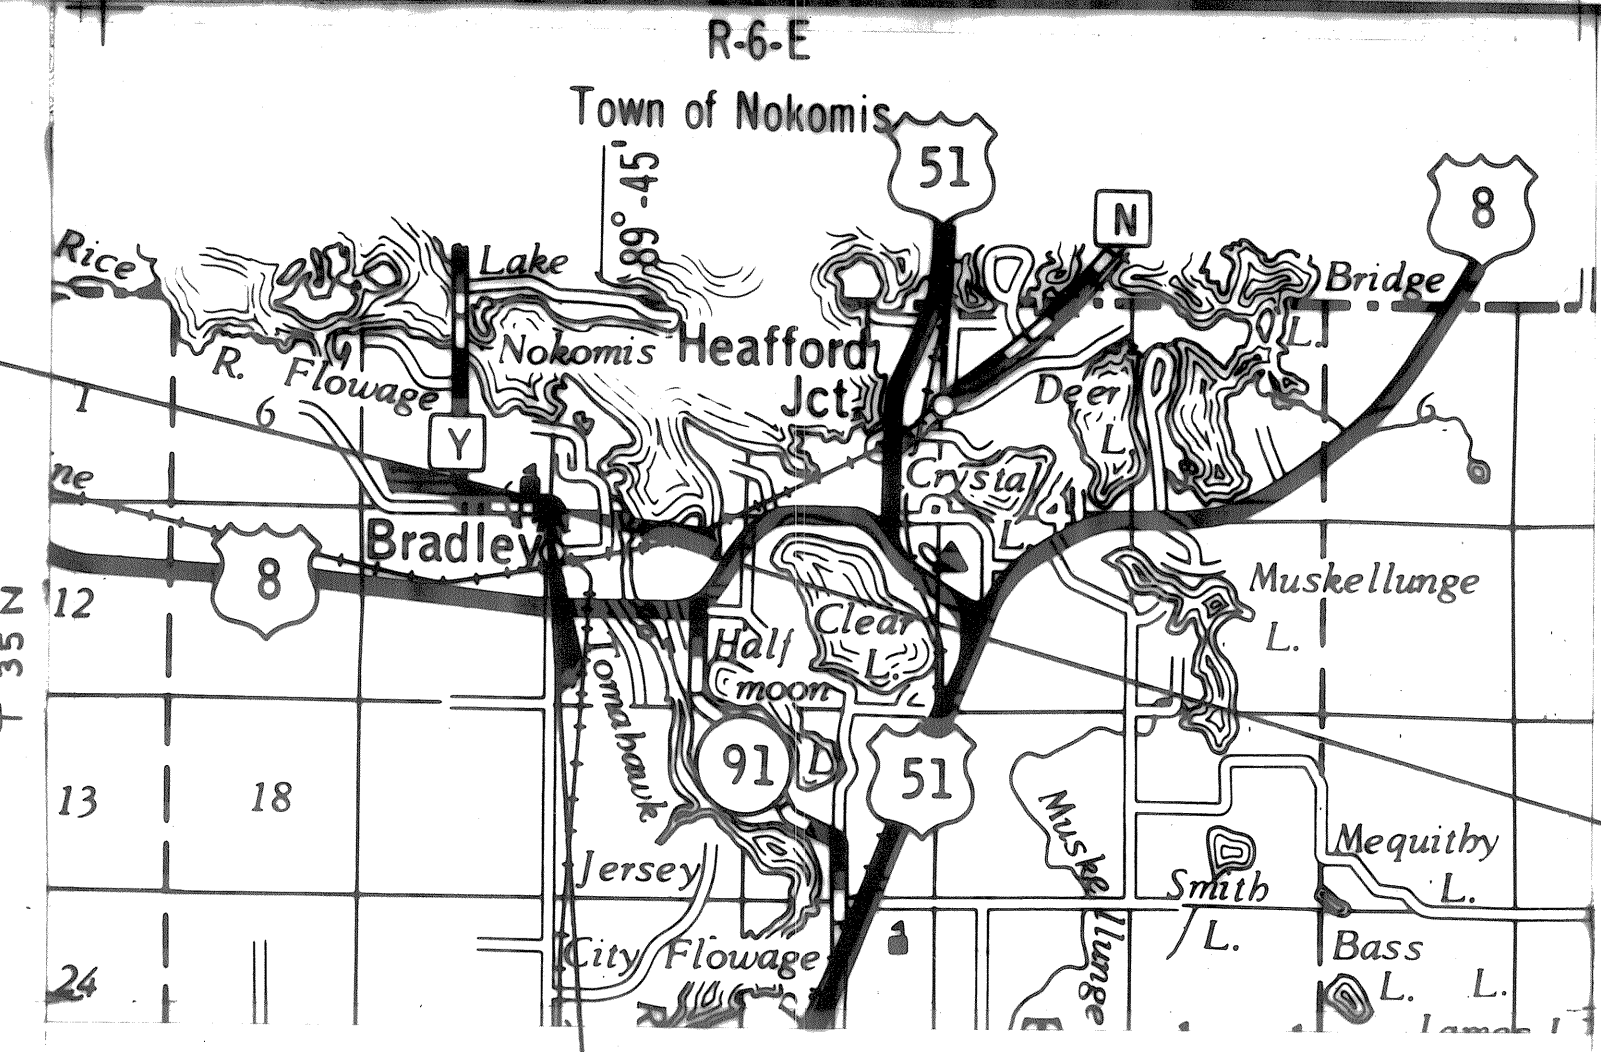 R-6-E
Town of Nokomis
89° -45'
51
N
8
Rice
Lake
Bridge
L.
R. Flowage
Nokomis
Heafford
Jct.
Deer
L.
1
6
6
Y
Crystal
L.
Bradley
8
T 35 N
12
Muskellunge
L.
Clear
L.
Half
moon
L
Tomahawk
91
51
13
18
Muskellunge
Mequithy
L.
Jersey
Smith
L.
City Flowage
Bass
L.
L.
24
R